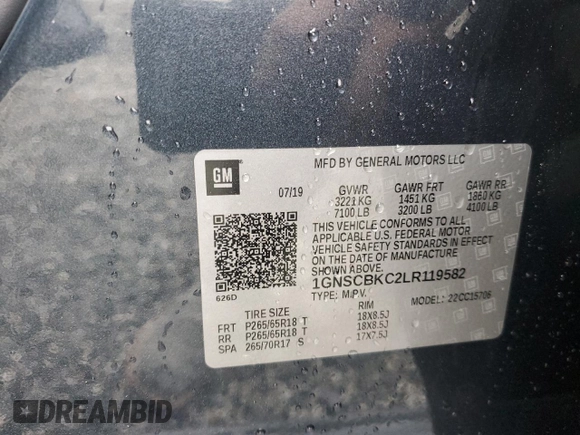 GM
MFD BY GENERAL MOTORS LLC
07/19 GVWR GAWR FRT GAWR RR
3221 KG 1451 KG 1860 KG
7100 LB 3200 LB 4100 LB
THIS VEHICLE CONFORMS TO ALL
APPLICABLE U.S. FEDERAL MOTOR
VEHICLE SAFETY STANDARDS IN EFFECT
ON THE DATE OF MANUFACTURE
SHOWN ABOVE
1GNSCBKC2LR119582
TYPE: M.P.V. MODEL: 22CC15706
626D
TIRE SIZE RIM
FRT P265/65R18 T 18X8.5J
RR P265/65R18 T 18X8.5J
SPA 265/70R17 S 17X7.5J
DREAMBID